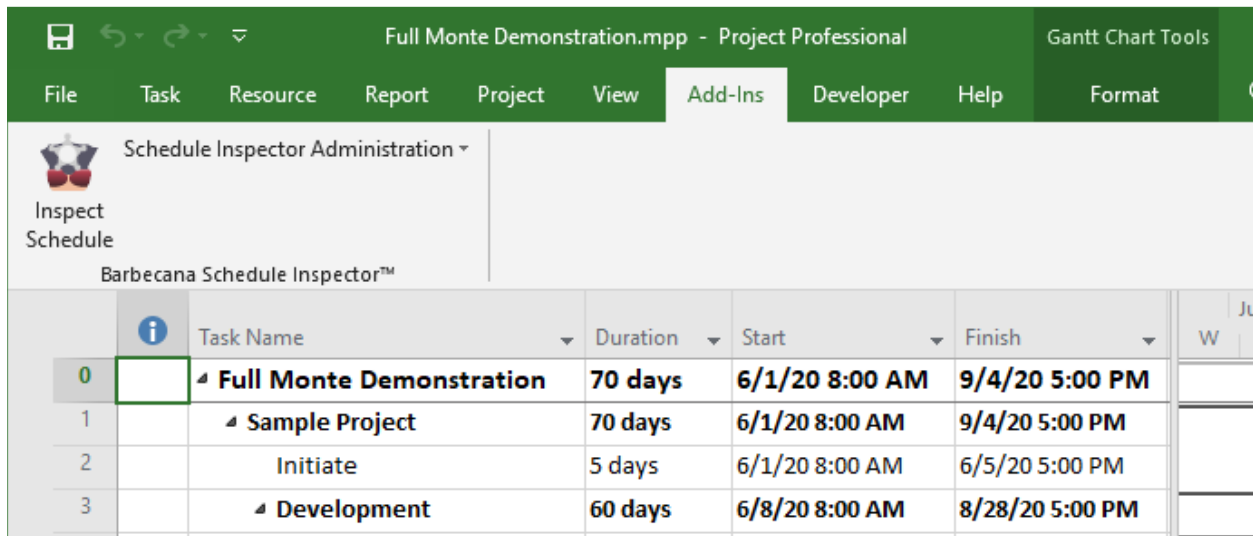 Full Monte Demonstration.mpp - Project Professional Gantt Chart Tools
File Task Resource Report Project View Add-Ins Developer Help Format
Schedule Inspector Administration
Inspect
Schedule
Barbecana Schedule Inspector™
Task Name Duration Start Finish W
0 Full Monte Demonstration 70 days 6/1/20 8:00 AM 9/4/20 5:00 PM
1 Sample Project 70 days 6/1/20 8:00 AM 9/4/20 5:00 PM
2 Initiate 5 days 6/1/20 8:00 AM 6/5/20 5:00 PM
3 Development 60 days 6/8/20 8:00 AM 8/28/20 5:00 PM